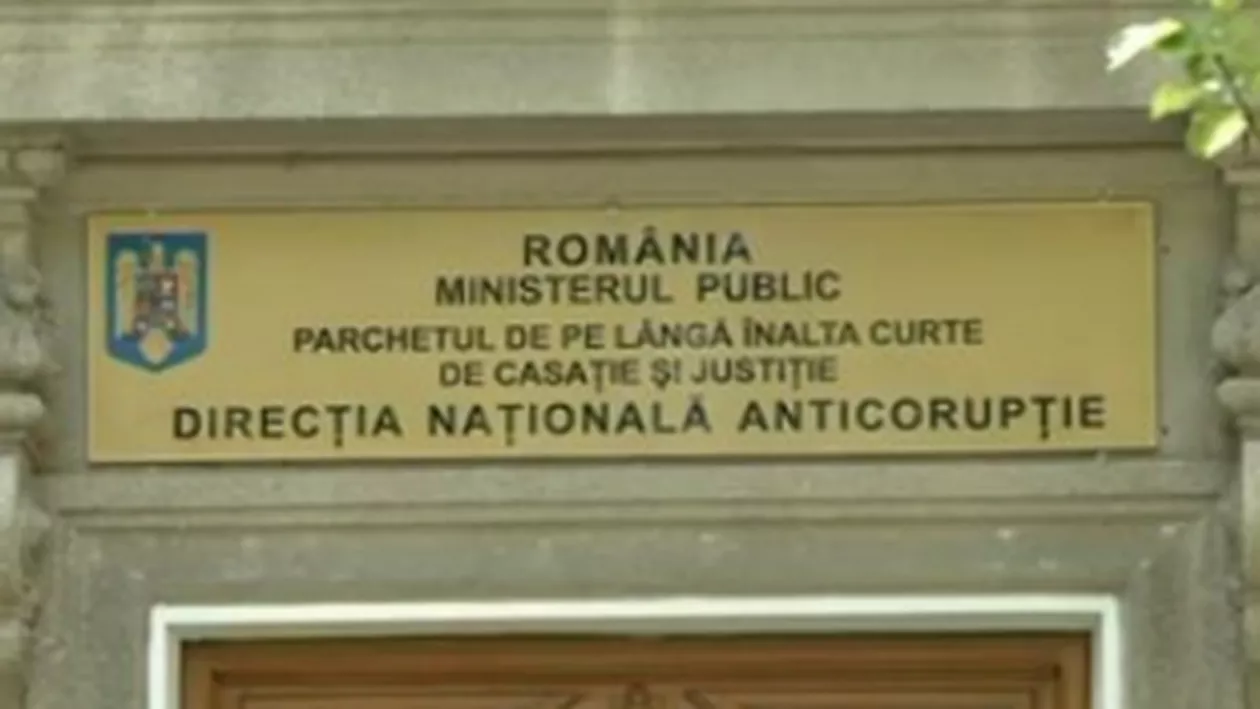 ROMÂNIA
MINISTERUL PUBLIC
PARCHETUL DE PE LÂNGĂ ÎNALTA CURTE
DE CASAȚIE ȘI JUSTIȚIE
DIRECȚIA NAȚIONALĂ ANTICORUPȚIE